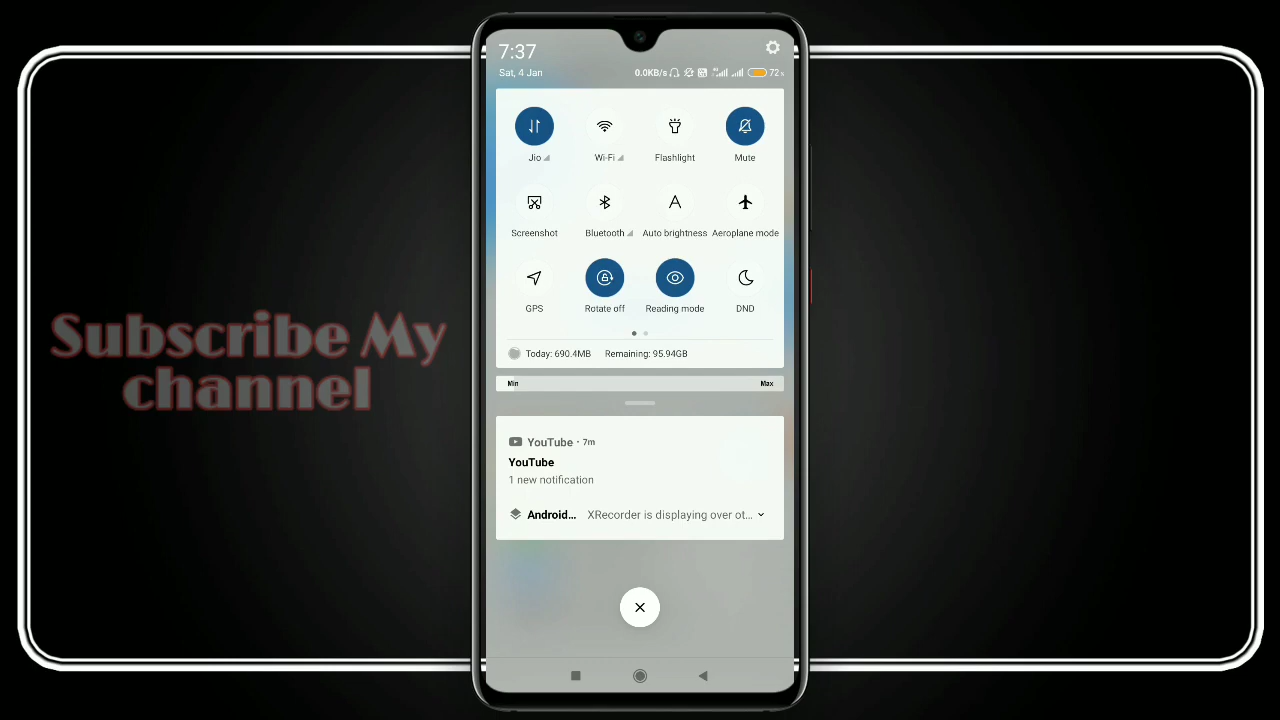 7:37
Sat, 4 Jan
0.0KB/s
72%
Jio
Wi-Fi
Flashlight
Mute
Screenshot
Bluetooth
Auto brightness
Aeroplane mode
GPS
Rotate off
Reading mode
DND
Today: 690.4MB Remaining: 95.94GB
Min Max
YouTube · 7m
YouTube
1 new notification
Android... XRecorder is displaying over ot...
Subscribe My
channel